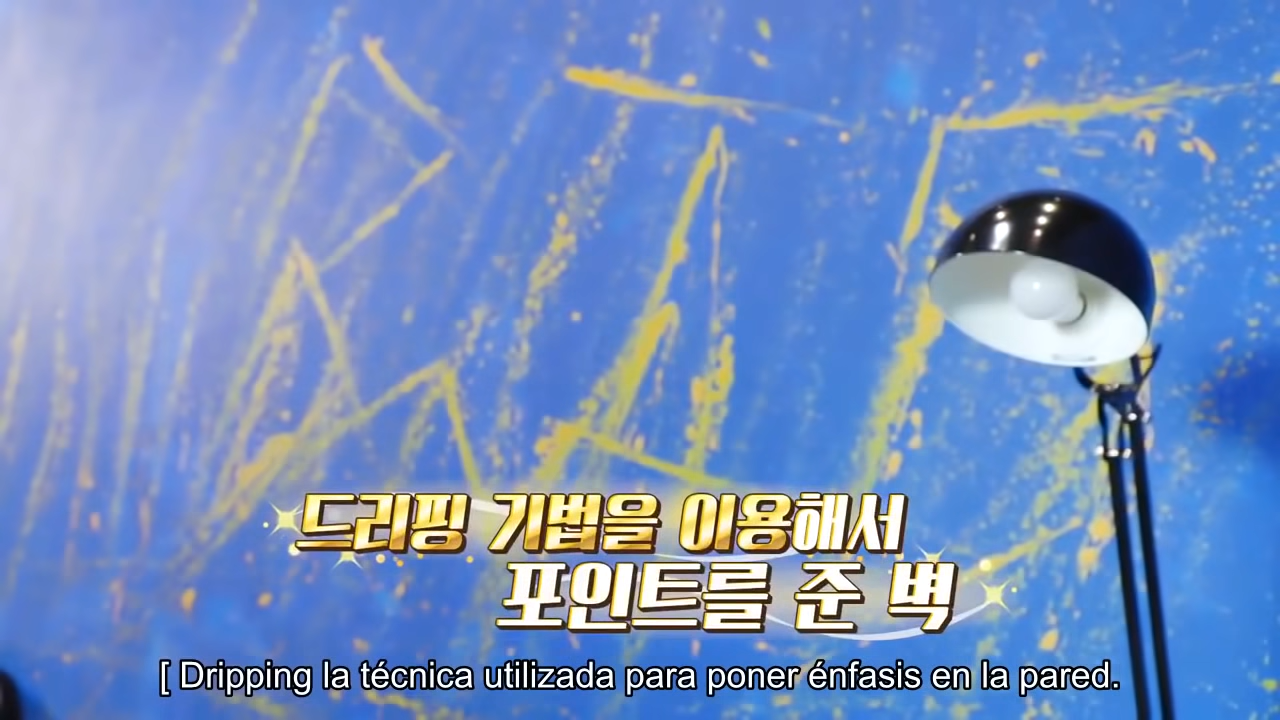 드리핑 기법을 이용해서
포인트를 준 벽
[ Dripping la técnica utilizada para poner énfasis en la pared.